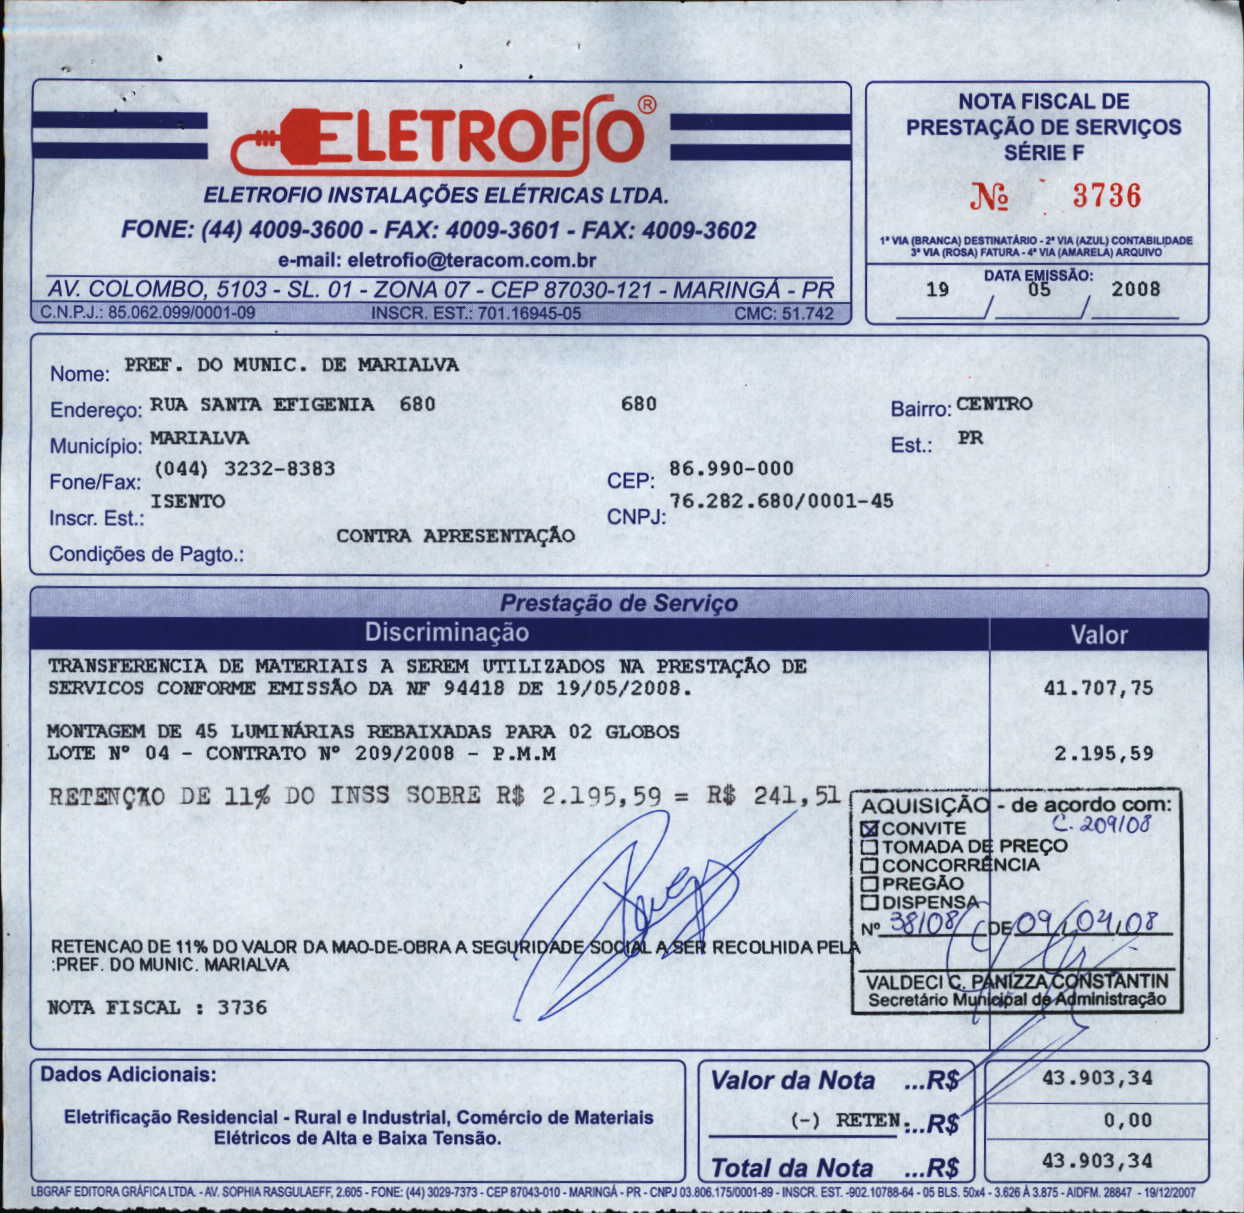 ELETROFIO®
ELETROFIO INSTALAÇÕES ELÉTRICAS LTDA.
FONE: (44) 4009-3600 - FAX: 4009-3601 - FAX: 4009-3602
e-mail: eletrofio@teracom.com.br
AV. COLOMBO, 5103 - SL. 01 - ZONA 07 - CEP 87030-121 - MARINGÁ - PR
C.N.P.J.: 85.062.099/0001-09 INSCR. EST.: 701.16945-05 CMC: 51.742
NOTA FISCAL DE
PRESTAÇÃO DE SERVIÇOS
SÉRIE F
Nº 3736
1ª VIA (BRANCA) DESTINATÁRIO - 2ª VIA (AZUL) CONTABILIDADE
3ª VIA (ROSA) FATURA - 4ª VIA (AMARELA) ARQUIVO
DATA EMISSÃO:
19 / 05 / 2008
Nome: PREF. DO MUNIC. DE MARIALVA
Endereço: RUA SANTA EFIGENIA 680 680 Bairro: CENTRO
Município: MARIALVA Est.: PR
Fone/Fax: (044) 3232-8383 CEP: 86.990-000
Inscr. Est.: ISENTO CNPJ: 76.282.680/0001-45
Condições de Pagto.: CONTRA APRESENTAÇÃO
Prestação de Serviço
Discriminação Valor
TRANSFERENCIA DE MATERIAIS A SEREM UTILIZADOS NA PRESTAÇÃO DE
SERVICOS CONFORME EMISSÃO DA NF 94418 DE 19/05/2008. 41.707,75
MONTAGEM DE 45 LUMINÁRIAS REBAIXADAS PARA 02 GLOBOS
LOTE Nº 04 - CONTRATO Nº 209/2008 - P.M.M 2.195,59
RETENÇÃO DE 11% DO INSS SOBRE R$ 2.195,59 = R$ 241,51
AQUISIÇÃO - de acordo com:
CONVITE C. 209/08
TOMADA DE PREÇO
CONCORRÊNCIA
PREGÃO
DISPENSA
Nº 38/08 DE 09/04/08
VALDECI C. PANIZZA CONSTANTIN
Secretário Municipal de Administração
RETENCAO DE 11% DO VALOR DA MAO-DE-OBRA A SEGURIDADE SOCIAL A SER RECOLHIDA PELA
:PREF. DO MUNIC. MARIALVA
NOTA FISCAL : 3736
Dados Adicionais:
Eletrificação Residencial - Rural e Industrial, Comércio de Materiais
Elétricos de Alta e Baixa Tensão.
Valor da Nota ...R$ 43.903,34
(-) RETEN. ...R$ 0,00
Total da Nota ...R$ 43.903,34
LBGRAF EDITORA GRÁFICA LTDA. - AV. SOPHIA RASGULAEFF, 2.605 - FONE: (44) 3029-7373 - CEP 87043-010 - MARINGÁ - PR - CNPJ 03.806.175/0001-89 - INSCR. EST. -902.10788-64 - 05 BLS. 50x4 - 3.626 À 3.875 - AIDFM. 28847 - 19/12/2007